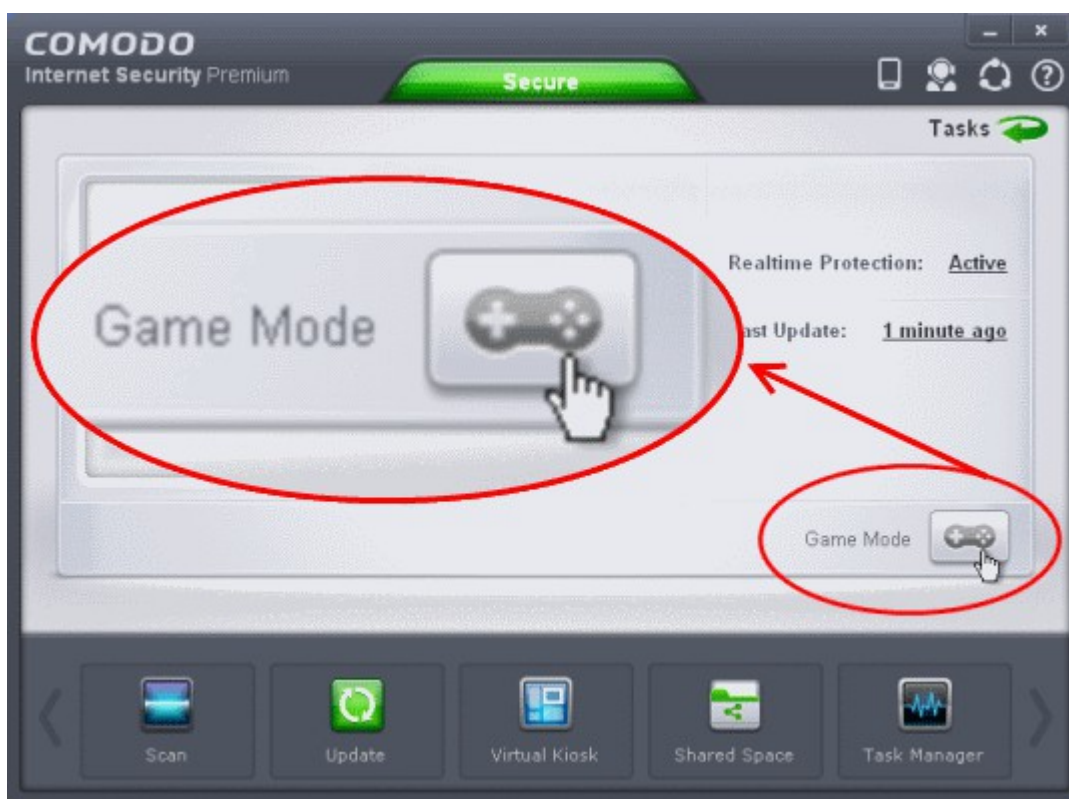 COMODO
Internet Security Premium
Secure
Tasks
Game Mode
Realtime Protection: Active
ast Update: 1 minute ago
Game Mode
Scan
Update
Virtual Kiosk
Shared Space
Task Manager